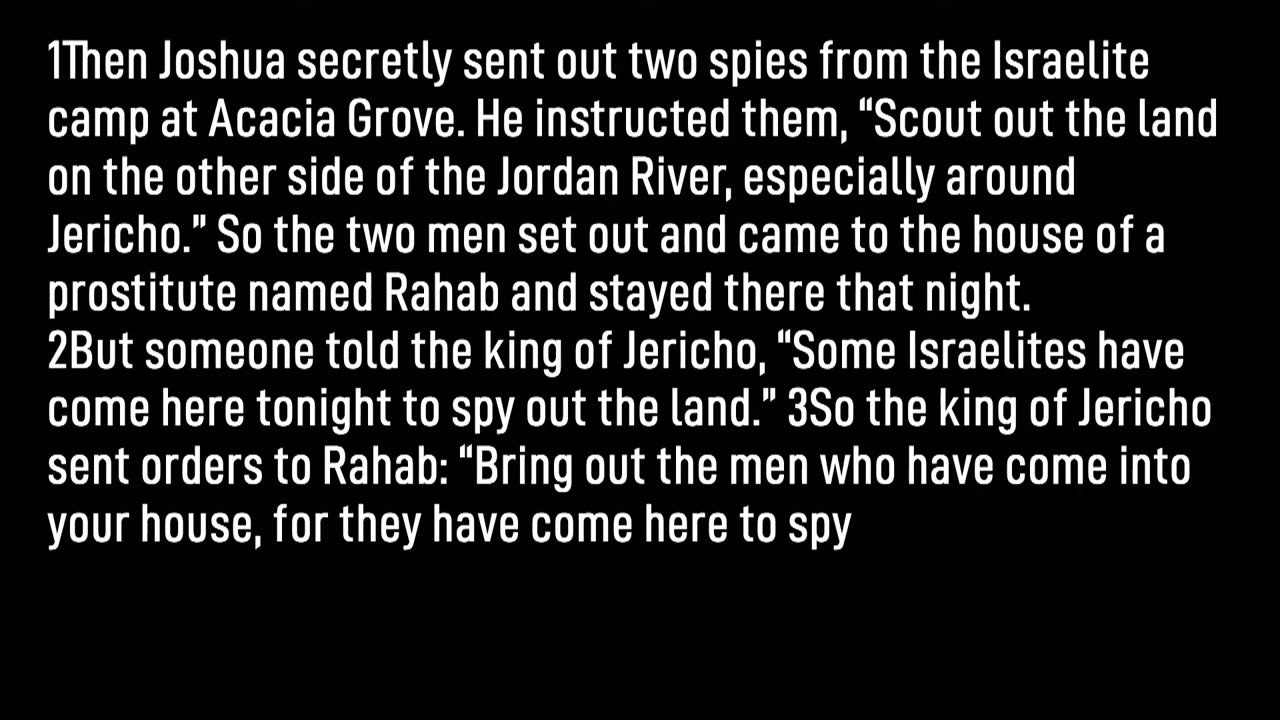 1Then Joshua secretly sent out two spies from the Israelite
camp at Acacia Grove. He instructed them, “Scout out the land
on the other side of the Jordan River, especially around
Jericho.” So the two men set out and came to the house of a
prostitute named Rahab and stayed there that night.
2But someone told the king of Jericho, “Some Israelites have
come here tonight to spy out the land.” 3So the king of Jericho
sent orders to Rahab: “Bring out the men who have come into
your house, for they have come here to spy